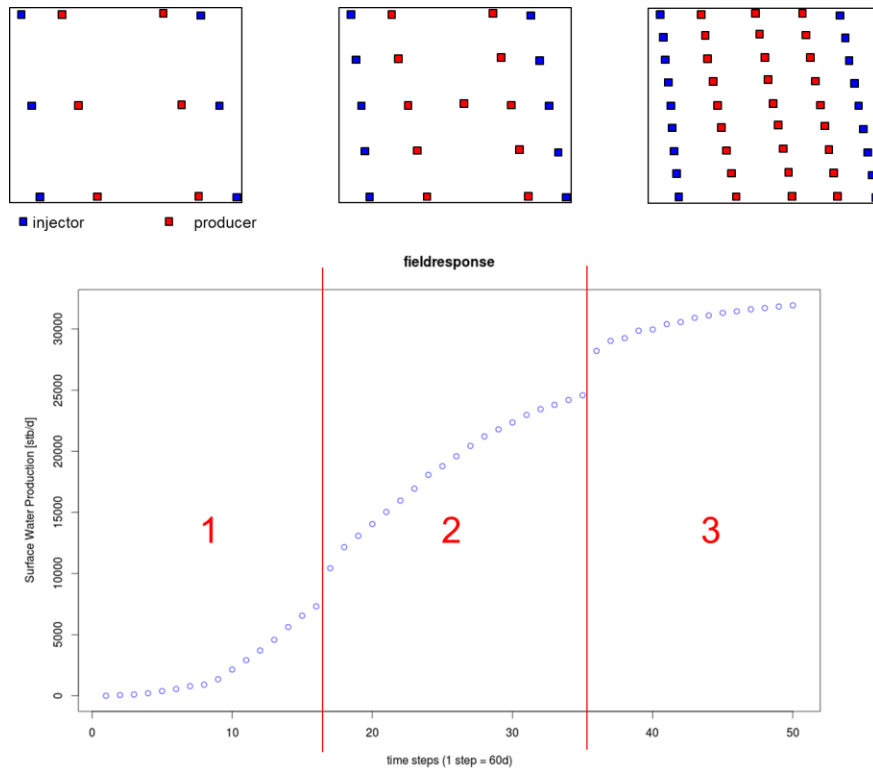 injector producer
fieldresponse
Surface Water Production [stb/d]
30000
25000
20000
15000
10000
5000
0
1 2 3
0 10 20 30 40 50
time steps (1 step = 60d)